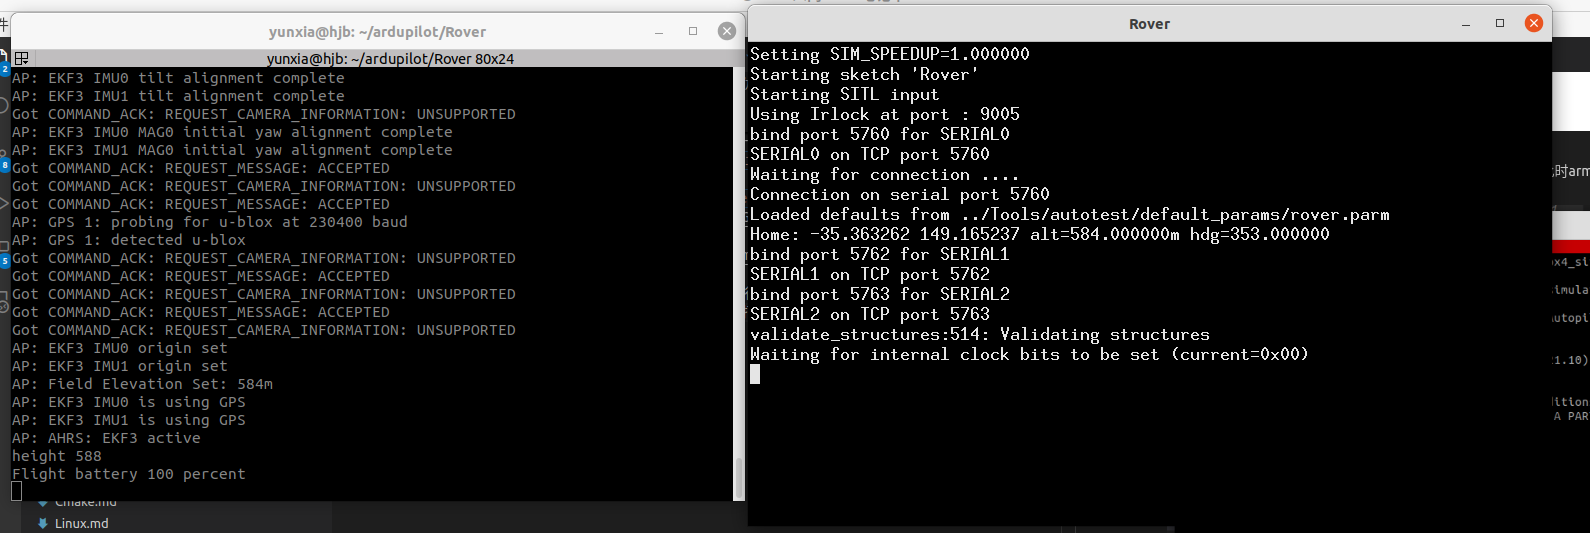 件
yunxia@hjb: ~/ardupilot/Rover
yunxia@hjb: ~/ardupilot/Rover 80x24
AP: EKF3 IMU0 tilt alignment complete
AP: EKF3 IMU1 tilt alignment complete
Got COMMAND_ACK: REQUEST_CAMERA_INFORMATION: UNSUPPORTED
AP: EKF3 IMU0 MAG0 initial yaw alignment complete
AP: EKF3 IMU1 MAG0 initial yaw alignment complete
Got COMMAND_ACK: REQUEST_MESSAGE: ACCEPTED
Got COMMAND_ACK: REQUEST_CAMERA_INFORMATION: UNSUPPORTED
Got COMMAND_ACK: REQUEST_MESSAGE: ACCEPTED
AP: GPS 1: probing for u-blox at 230400 baud
AP: GPS 1: detected u-blox
Got COMMAND_ACK: REQUEST_CAMERA_INFORMATION: UNSUPPORTED
Got COMMAND_ACK: REQUEST_MESSAGE: ACCEPTED
Got COMMAND_ACK: REQUEST_CAMERA_INFORMATION: UNSUPPORTED
Got COMMAND_ACK: REQUEST_MESSAGE: ACCEPTED
Got COMMAND_ACK: REQUEST_CAMERA_INFORMATION: UNSUPPORTED
AP: EKF3 IMU0 origin set
AP: EKF3 IMU1 origin set
AP: Field Elevation Set: 584m
AP: EKF3 IMU0 is using GPS
AP: EKF3 IMU1 is using GPS
AP: AHRS: EKF3 active
height 588
Flight battery 100 percent
2
8
5
Cmake.md
Linux.md
Rover
Setting SIM_SPEEDUP=1.000000
Starting sketch 'Rover'
Starting SITL input
Using Irlock at port : 9005
bind port 5760 for SERIAL0
SERIAL0 on TCP port 5760
Waiting for connection ....
Connection on serial port 5760
Loaded defaults from ../Tools/autotest/default_params/rover.parm
Home: -35.363262 149.165237 alt=584.000000m hdg=353.000000
bind port 5762 for SERIAL1
SERIAL1 on TCP port 5762
bind port 5763 for SERIAL2
SERIAL2 on TCP port 5763
validate_structures:514: Validating structures
Waiting for internal clock bits to be set (current=0x00)
时arm
px4_si
simula
Autopi
21.10)
dition
A PAR